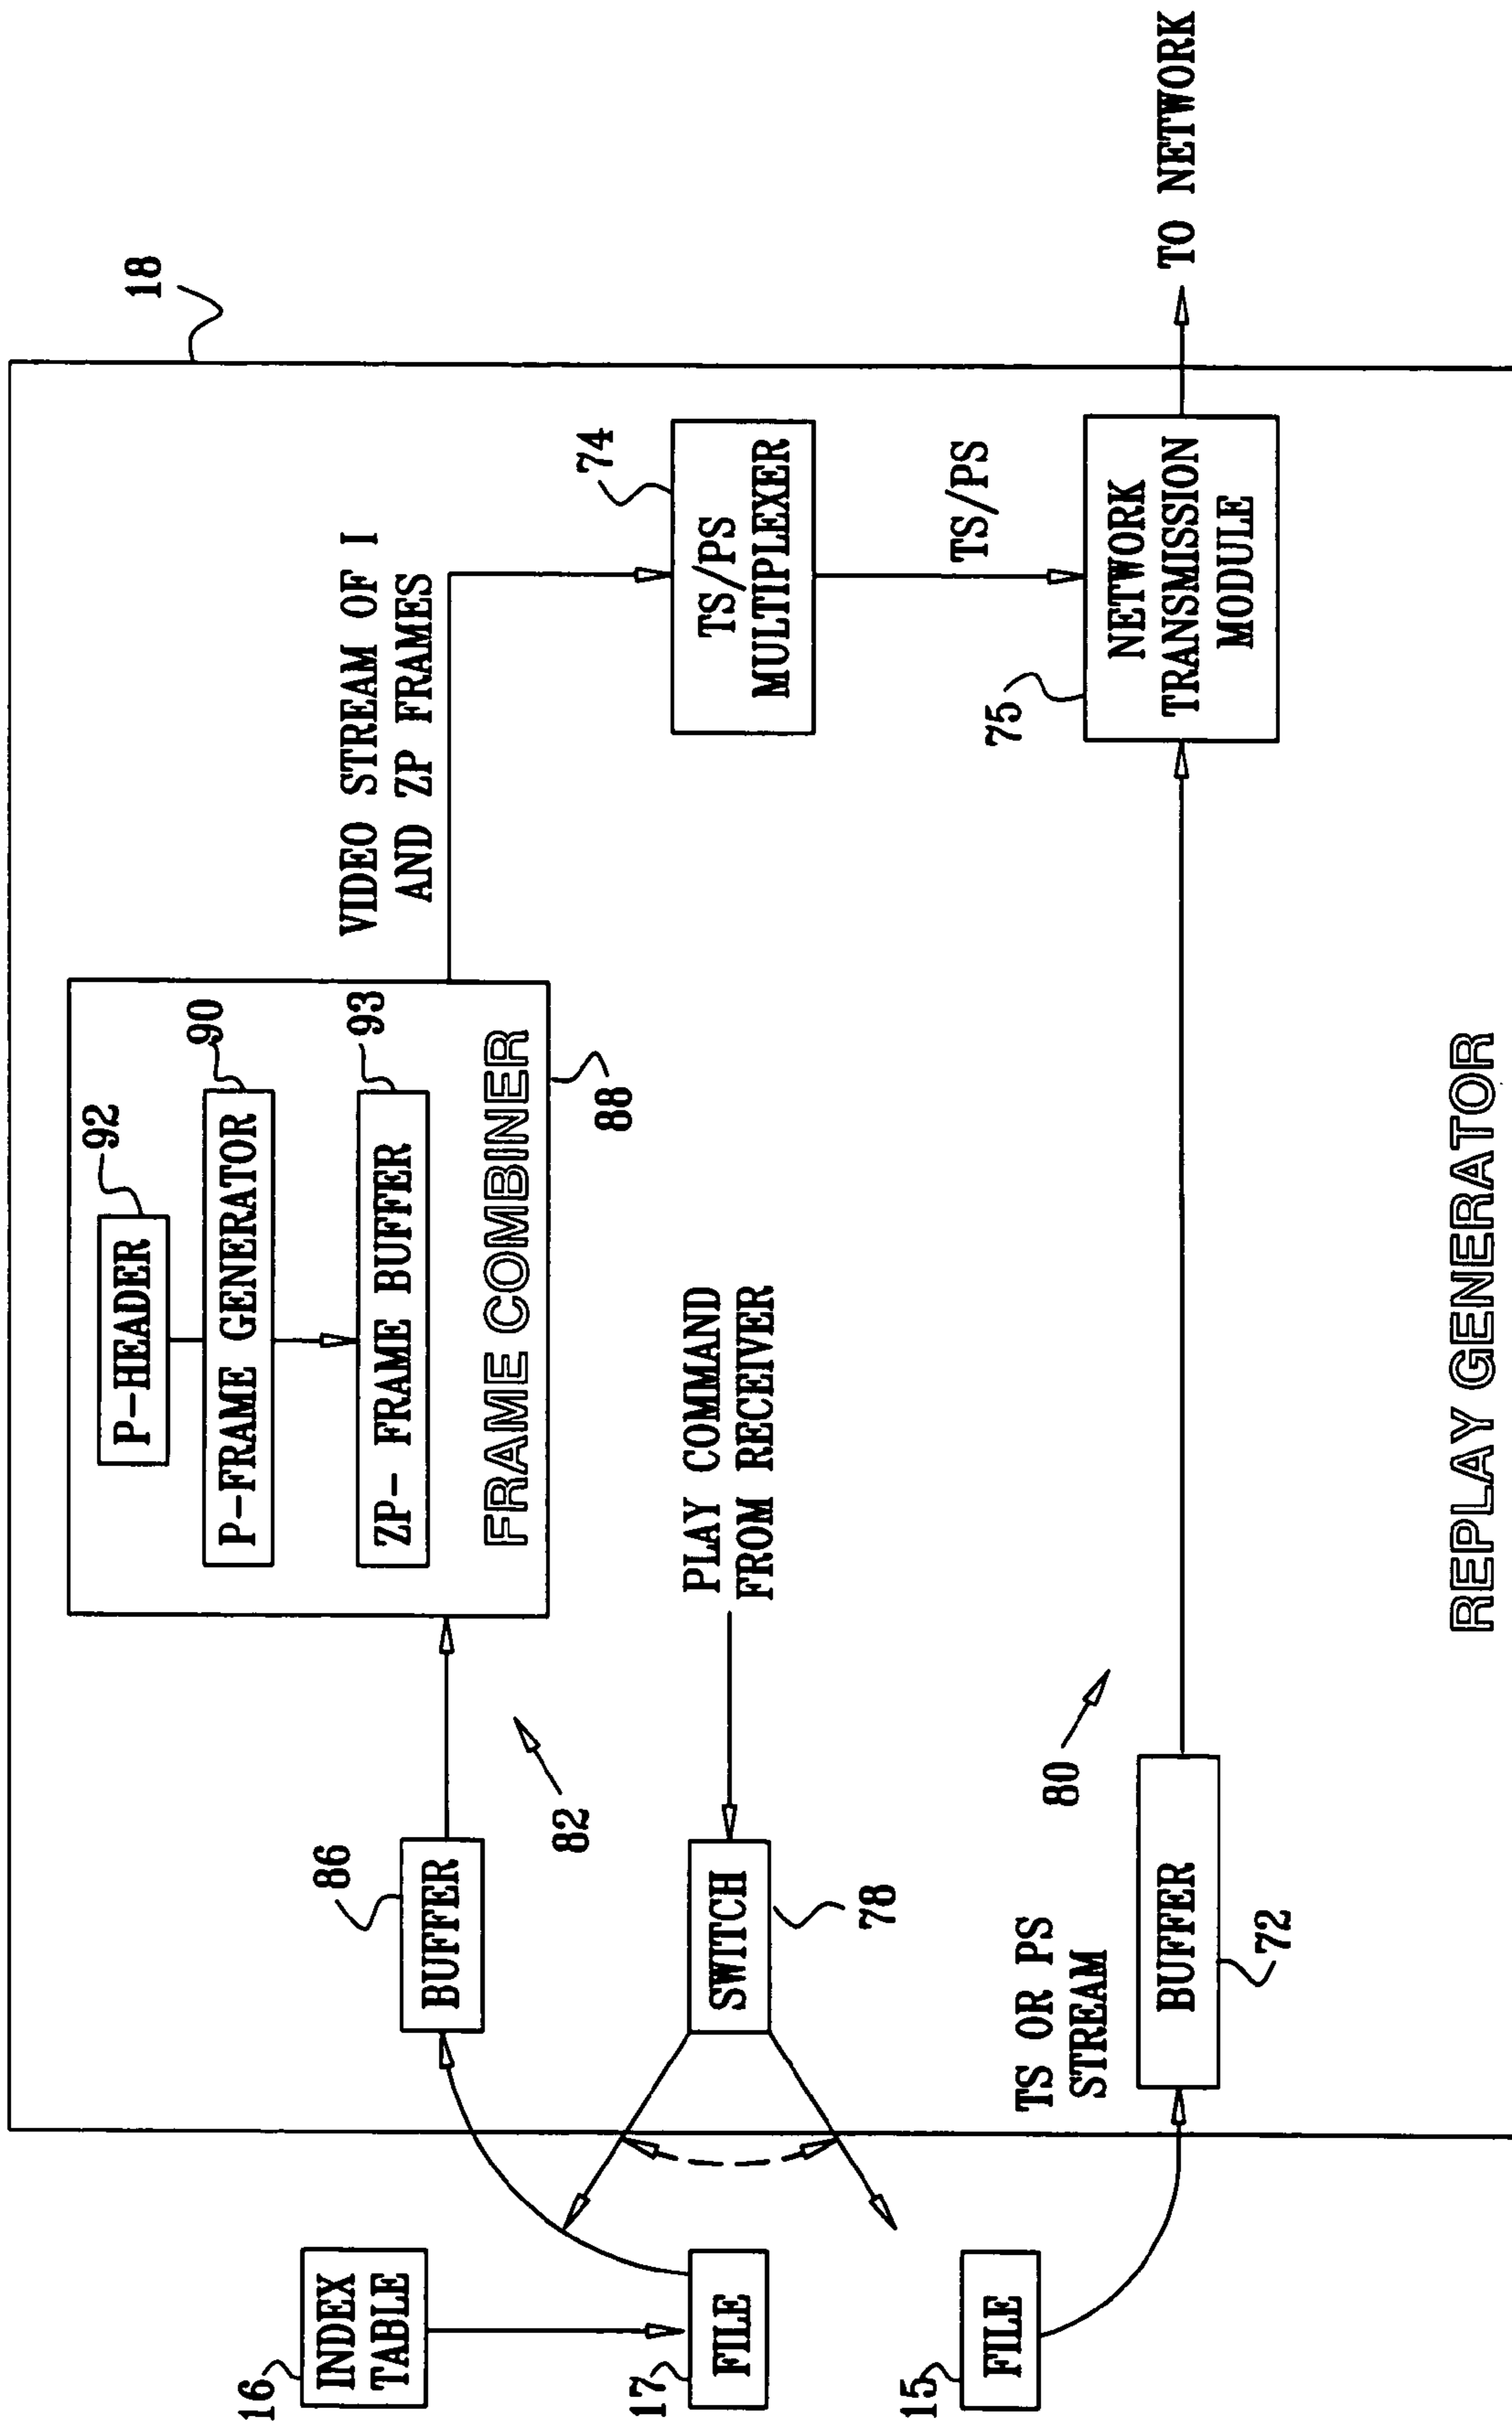 18
92
P-HEADER
90
P-FRAME GENERATOR
93
ZP- FRAME BUFFER
FRAME COMBINER
88
VIDEO STREAM OF I
AND ZP FRAMES
86
BUFFER
82
16
INDEX
TABLE
17
FILE
74
TS/PS
MULTIPLEXER
PLAY COMMAND
FROM RECEIVER
SWITCH
78
TS/PS
15
FILE
TS OR PS
STREAM
BUFFER
72
80
75
NETWORK
TRANSMISSION
MODULE
TO NETWORK
REPLAY GENERATOR